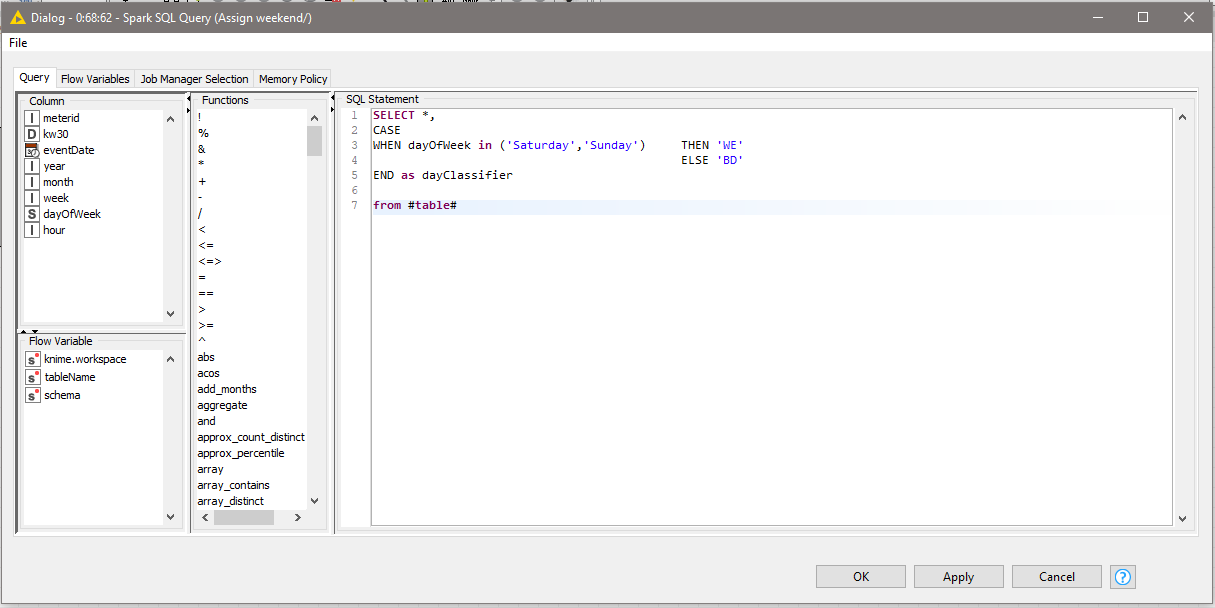 Dialog - 0:68:62 - Spark SQL Query (Assign weekend/)
File
Query Flow Variables Job Manager Selection Memory Policy
Column
I meterid
D kw30
eventDate
I year
I month
I week
S dayOfWeek
I hour
Flow Variable
s knime.workspace
s tableName
s schema
Functions
!
%
&
*
+
-
/
<
<=
<=>
=
==
>
>=
^
abs
acos
add_months
aggregate
and
approx_count_distinct
approx_percentile
array
array_contains
array_distinct
SQL Statement
1 SELECT *,
2 CASE
3 WHEN dayOfWeek in ('Saturday','Sunday') THEN 'WE'
4 ELSE 'BD'
5 END as dayClassifier
6
7 from #table#
OK Apply Cancel ?